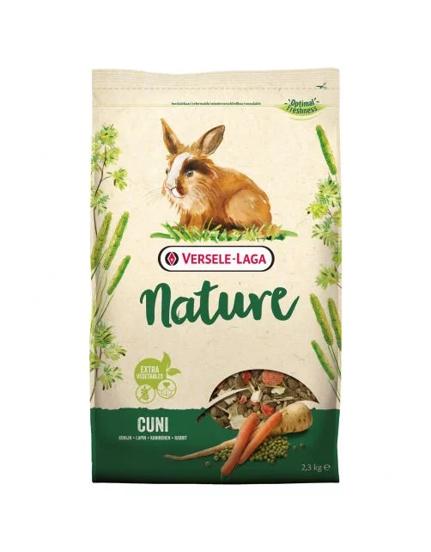 Optimal
Freshness
VERSELE-LAGA
Nature
EXTRA
VEGETABLES
CUNI
KONIJN • LAPIN • KANINCHEN • RABBIT
2,3 kg e